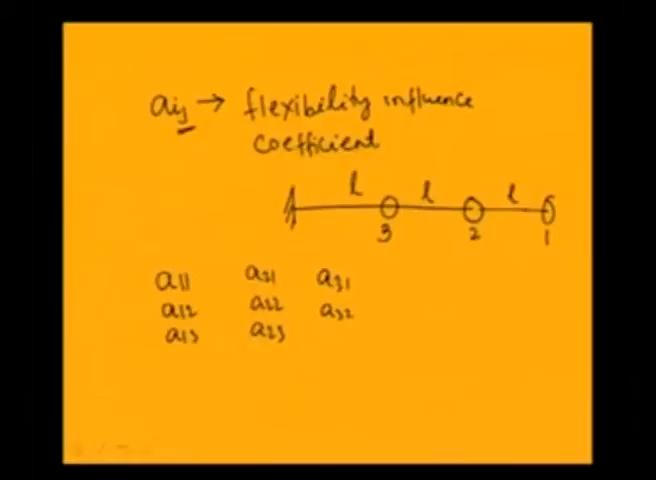 aij → flexibility influence
coefficient
l l l
3 2 1
a11 a21 a31
a12 a22 a32
a13 a23